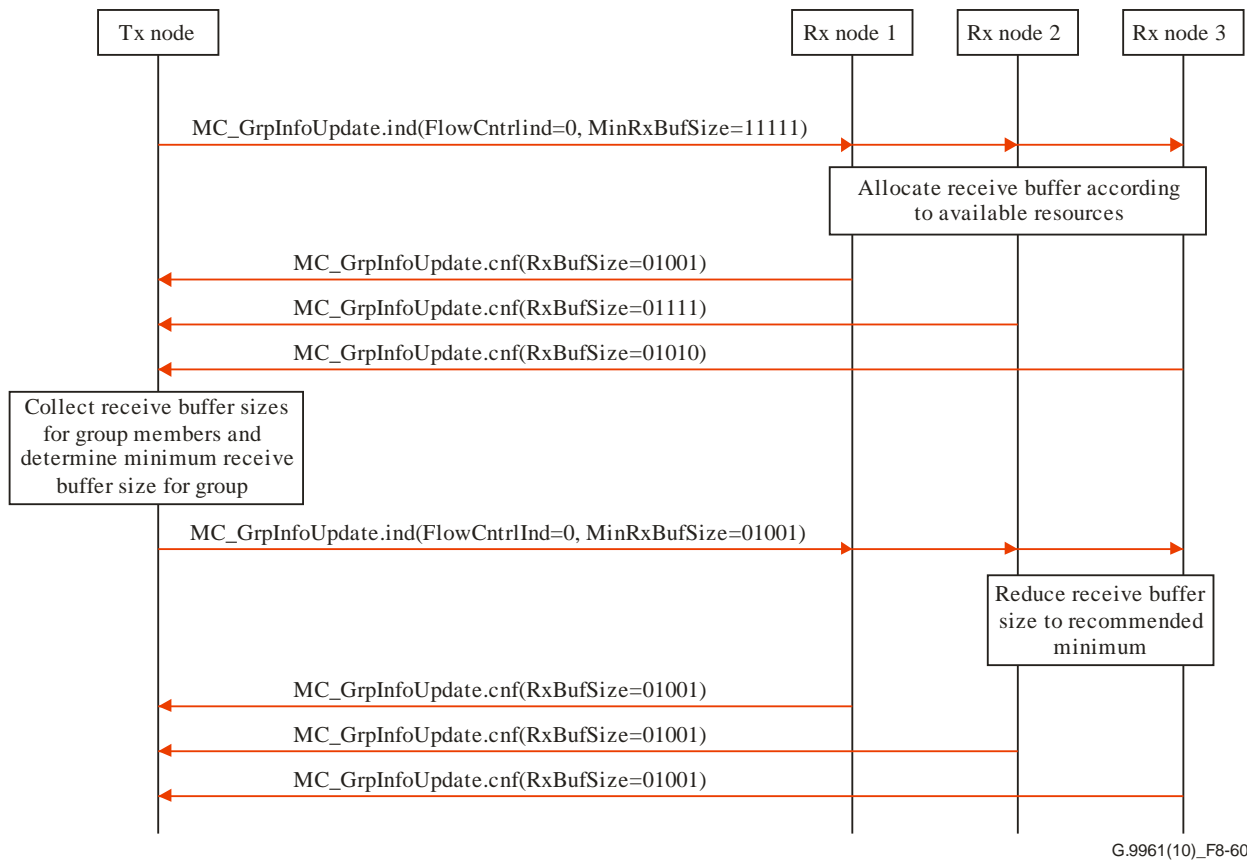 Tx node
Rx node 1
Rx node 2
Rx node 3
MC_GrpInfoUpdate.ind(FlowCntrlind=0, MinRxBufSize=11111)
Allocate receive buffer according
to available resources
MC_GrpInfoUpdate.cnf(RxBufSize=01001)
MC_GrpInfoUpdate.cnf(RxBufSize=01111)
MC_GrpInfoUpdate.cnf(RxBufSize=01010)
Collect receive buffer sizes
for group members and
determine minimum receive
buffer size for group
MC_GrpInfoUpdate.ind(FlowCntrlInd=0, MinRxBufSize=01001)
Reduce receive buffer
size to recommended
minimum
MC_GrpInfoUpdate.cnf(RxBufSize=01001)
MC_GrpInfoUpdate.cnf(RxBufSize=01001)
MC_GrpInfoUpdate.cnf(RxBufSize=01001)
G.9961(10)_F8-60